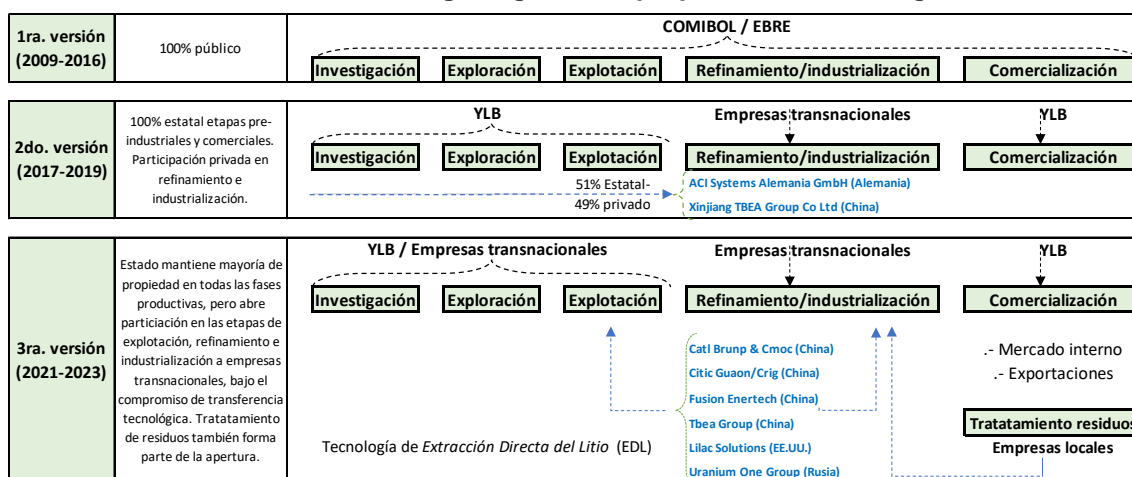 1ra. versión
(2009-2016)
100% público
COMIBOL / EBRE
Investigación Exploración Explotación Refinamiento/industrialización Comercialización
2do. versión
(2017-2019)
100% estatal etapas pre-
industriales y comerciales.
Participación privada en
refinamiento e
industrialización.
YLB Empresas transnacionales YLB
Investigación Exploración Explotación Refinamiento/industrialización Comercialización
51% Estatal-
49% privado
ACI Systems Alemania GmbH (Alemania)
Xinjiang TBEA Group Co Ltd (China)
3ra. versión
(2021-2023)
Estado mantiene mayoría de
propiedad en todas las fases
productivas, pero abre
particiación en las etapas de
explotación, refinamiento e
industrialización a empresas
transnacionales, bajo el
compromiso de transferencia
tecnológica. Tratatamiento
de residuos también forma
parte de la apertura.
YLB / Empresas transnacionales Empresas transnacionales YLB
Investigación Exploración Explotación Refinamiento/industrialización Comercialización
Catl Brunp & Cmoc (China)
Citic Guaon/Crig (China)
Fusion Enertech (China)
Tbea Group (China)
Lilac Solutions (EE.UU.)
Uranium One Group (Rusia)
.- Mercado interno
.- Exportaciones
Tratatamiento residuos
Empresas locales
Tecnología de Extracción Directa del Litio (EDL)